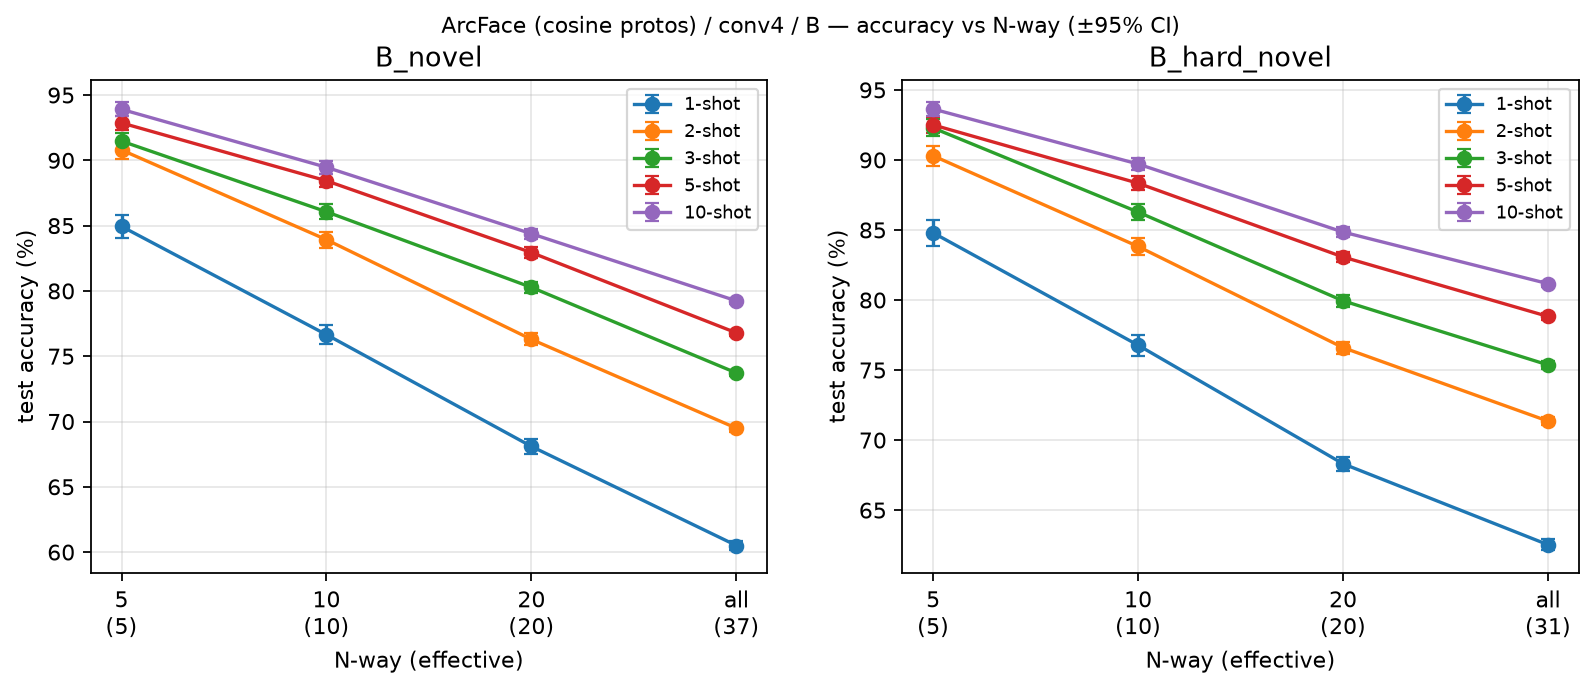 ArcFace (cosine protos) / conv4 / B — accuracy vs N-way (±95% CI)
B_novel
test accuracy (%)
95
90
85
80
75
70
65
60
1-shot
2-shot
3-shot
5-shot
10-shot
5 10 20 all
(5) (10) (20) (37)
N-way (effective)
B_hard_novel
test accuracy (%)
95
90
85
80
75
70
65
1-shot
2-shot
3-shot
5-shot
10-shot
5 10 20 all
(5) (10) (20) (31)
N-way (effective)